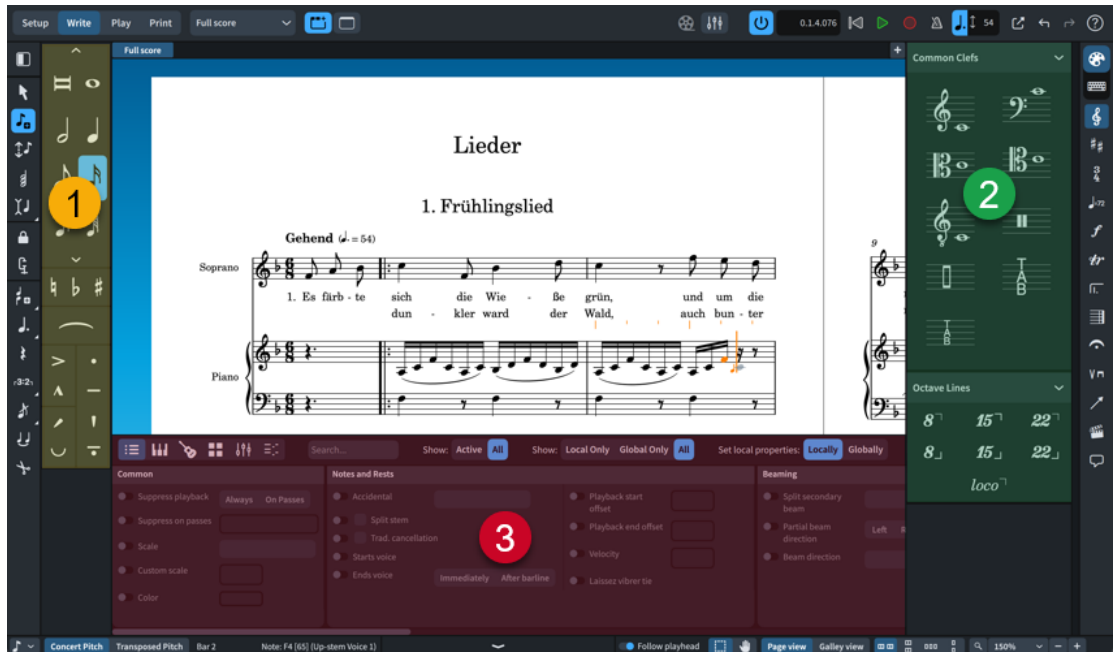 Setup Write Play Print Full score 0.1.4.076 54
Full score
Common Clefs
Lieder
1. Frühlingslied
Gehend (♩. = 54)
9
Soprano
1. Es färb - te sich die Wie - ße grün, und um die
dun - kler ward der Wald, auch bun - ter
Piano
1
2
3
Octave Lines
8 15 22
8 15 22
loco
Search... Show: Active All Show: Local Only Global Only All Set local properties: Locally Globally
Common
Suppress playback Always On Passes
Suppress on passes
Scale
Custom scale
Color
Notes and Rests
Accidental
Split stem
Trad. cancellation
Starts voice
Ends voice Immediately After barline
Playback start offset
Playback end offset
Velocity
Laissez vibrer tie
Beaming
Split secondary beam
Partial beam direction Left R
Beam direction
Concert Pitch Transposed Pitch Bar 2 Note: F4 [65] (Up-stem Voice 1) Follow playhead Page view Galley view 150%